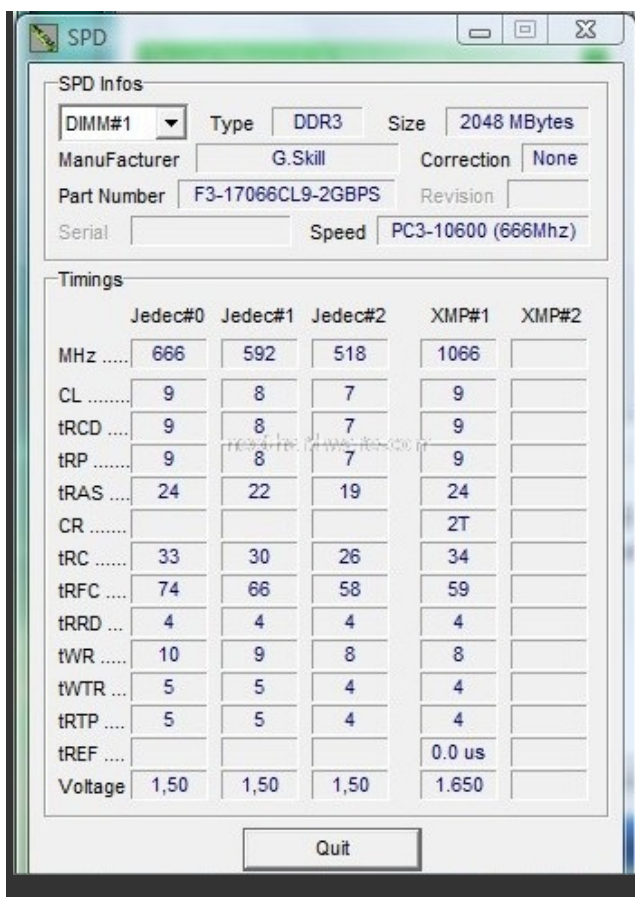 SPD
SPD Infos
DIMM#1 Type DDR3 Size 2048 MBytes
ManuFacturer G.Skill Correction None
Part Number F3-17066CL9-2GBPS Revision
Serial Speed PC3-10600 (666Mhz)
Timings
Jedec#0 Jedec#1 Jedec#2 XMP#1 XMP#2
MHz ..... 666 592 518 1066
CL ........ 9 8 7 9
tRCD .... 9 8 7 9
tRP ....... 9 8 7 9
tRAS .... 24 22 19 24
CR ....... 2T
tRC ...... 33 30 26 34
tRFC .... 74 66 58 59
tRRD ... 4 4 4 4
tWR ..... 10 9 8 8
tWTR ... 5 5 4 4
tRTP .... 5 5 4 4
tREF .... 0.0 us
Voltage 1,50 1,50 1,50 1.650
Quit